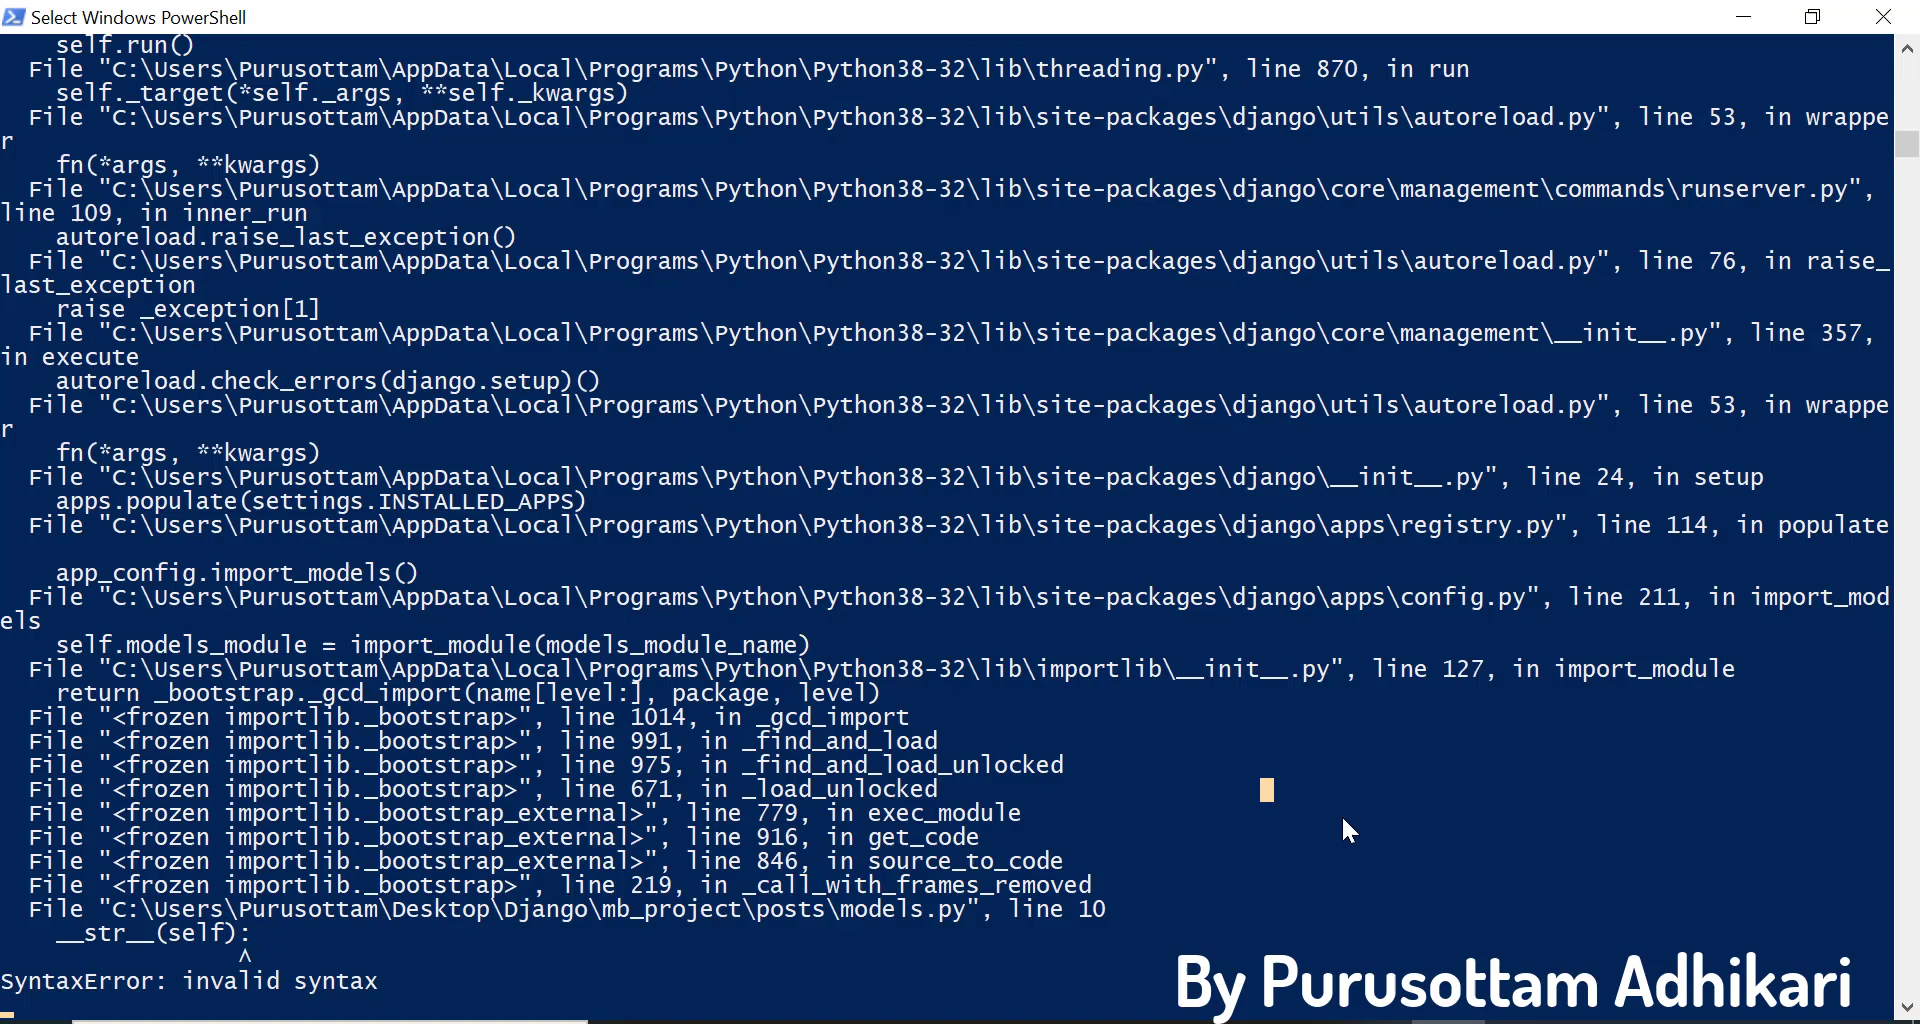 Select Windows PowerShell
    self.run()
  File "C:\Users\Purusottam\AppData\Local\Programs\Python\Python38-32\lib\threading.py", line 870, in run
    self._target(*self._args, **self._kwargs)
  File "C:\Users\Purusottam\AppData\Local\Programs\Python\Python38-32\lib\site-packages\django\utils\autoreload.py", line 53, in wrappe
r
    fn(*args, **kwargs)
  File "C:\Users\Purusottam\AppData\Local\Programs\Python\Python38-32\lib\site-packages\django\core\management\commands\runserver.py",
line 109, in inner_run
    autoreload.raise_last_exception()
  File "C:\Users\Purusottam\AppData\Local\Programs\Python\Python38-32\lib\site-packages\django\utils\autoreload.py", line 76, in raise_
last_exception
    raise _exception[1]
  File "C:\Users\Purusottam\AppData\Local\Programs\Python\Python38-32\lib\site-packages\django\core\management\__init__.py", line 357,
in execute
    autoreload.check_errors(django.setup)()
  File "C:\Users\Purusottam\AppData\Local\Programs\Python\Python38-32\lib\site-packages\django\utils\autoreload.py", line 53, in wrappe
r
    fn(*args, **kwargs)
  File "C:\Users\Purusottam\AppData\Local\Programs\Python\Python38-32\lib\site-packages\django\__init__.py", line 24, in setup
    apps.populate(settings.INSTALLED_APPS)
  File "C:\Users\Purusottam\AppData\Local\Programs\Python\Python38-32\lib\site-packages\django\apps\registry.py", line 114, in populate
    app_config.import_models()
  File "C:\Users\Purusottam\AppData\Local\Programs\Python\Python38-32\lib\site-packages\django\apps\config.py", line 211, in import_mod
els
    self.models_module = import_module(models_module_name)
  File "C:\Users\Purusottam\AppData\Local\Programs\Python\Python38-32\lib\importlib\__init__.py", line 127, in import_module
    return _bootstrap._gcd_import(name[level:], package, level)
  File "<frozen importlib._bootstrap>", line 1014, in _gcd_import
  File "<frozen importlib._bootstrap>", line 991, in _find_and_load
  File "<frozen importlib._bootstrap>", line 975, in _find_and_load_unlocked
  File "<frozen importlib._bootstrap>", line 671, in _load_unlocked
  File "<frozen importlib._bootstrap_external>", line 779, in exec_module
  File "<frozen importlib._bootstrap_external>", line 916, in get_code
  File "<frozen importlib._bootstrap_external>", line 846, in source_to_code
  File "<frozen importlib._bootstrap>", line 219, in _call_with_frames_removed
  File "C:\Users\Purusottam\Desktop\Django\mb_project\posts\models.py", line 10
    __str__(self):
                 ^
SyntaxError: invalid syntax
By Purusottam Adhikari